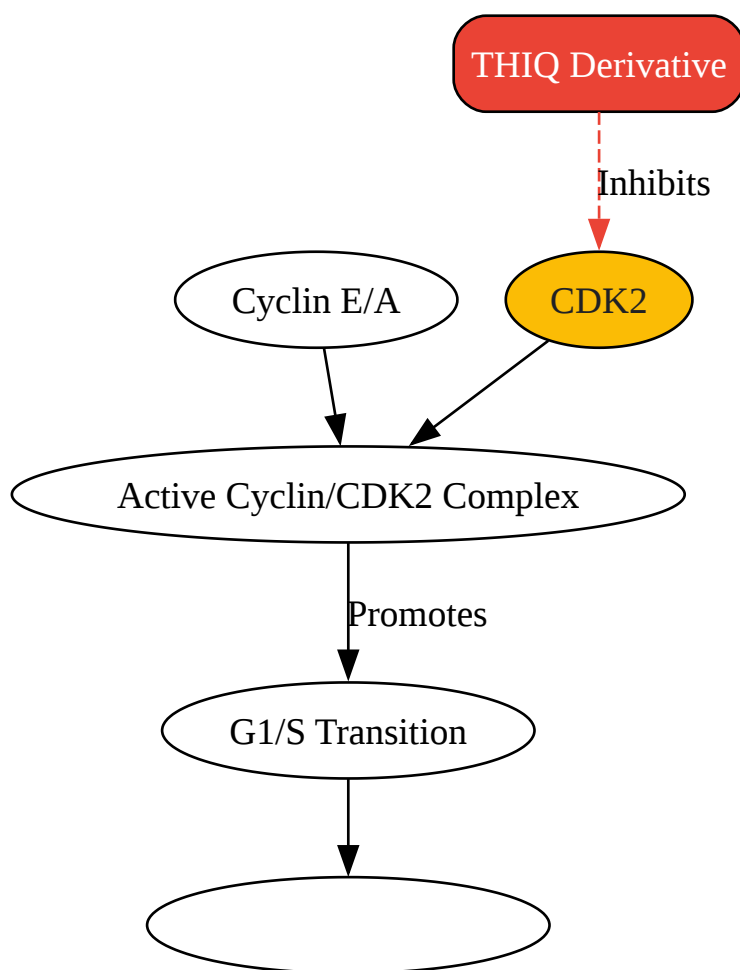 THIQ Derivative
Inhibits
Cyclin E/A
CDK2
Active Cyclin/CDK2 Complex
Promotes
G1/S Transition